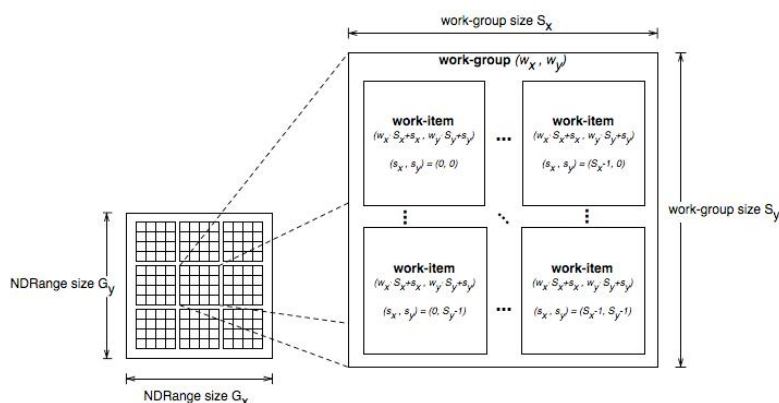 work-group size Sx
work-group (wx , wy)
work-item
(wx· Sx+sx , wy· Sy+sy)
(sx , sy) = (0, 0)
...
work-item
(wx· Sx+sx , wy· Sy+sy)
(sx , sy) = (Sx-1, 0)
work-group size Sy
work-item
(wx· Sx+sx , wy· Sy+sy)
(sx , sy) = (0, Sy-1)
...
work-item
(wx· Sx+sx , wy· Sy+sy)
(sx , sy) = (Sx-1, Sy-1)
NDRange size Gy
NDRange size Gx